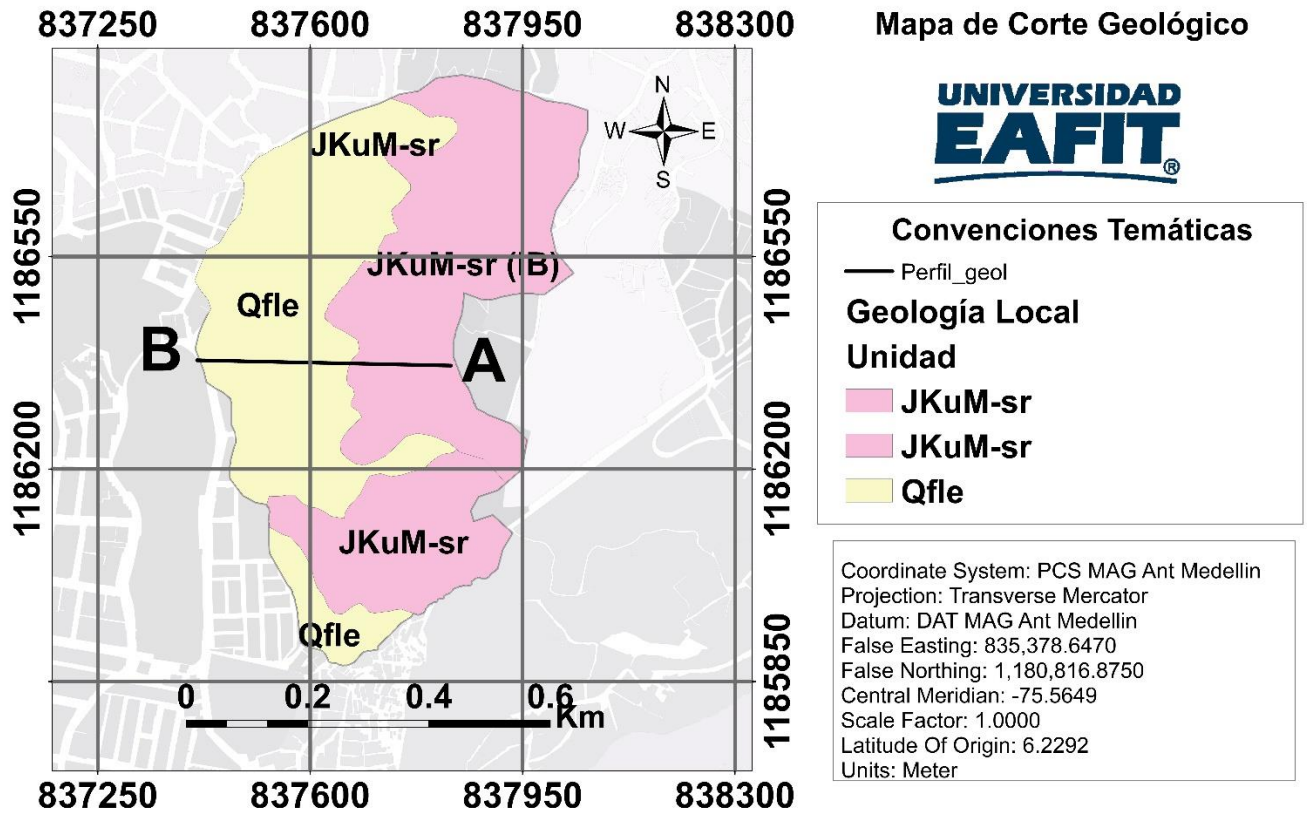 837250 837600 837950 838300
Mapa de Corte Geológico
UNIVERSIDAD
EAFIT®
N
W E
S
1186550
1186200
1185850
1186550
1186200
1185850
JKuM-sr
JKuM-sr (IB)
Qfle
B
A
JKuM-sr
Qfle
0 0.2 0.4 0.6
Km
837250 837600 837950 838300
Convenciones Temáticas
Perfil_geol
Geología Local
Unidad
JKuM-sr
JKuM-sr
Qfle
Coordinate System: PCS MAG Ant Medellin
Projection: Transverse Mercator
Datum: DAT MAG Ant Medellin
False Easting: 835,378.6470
False Northing: 1,180,816.8750
Central Meridian: -75.5649
Scale Factor: 1.0000
Latitude Of Origin: 6.2292
Units: Meter